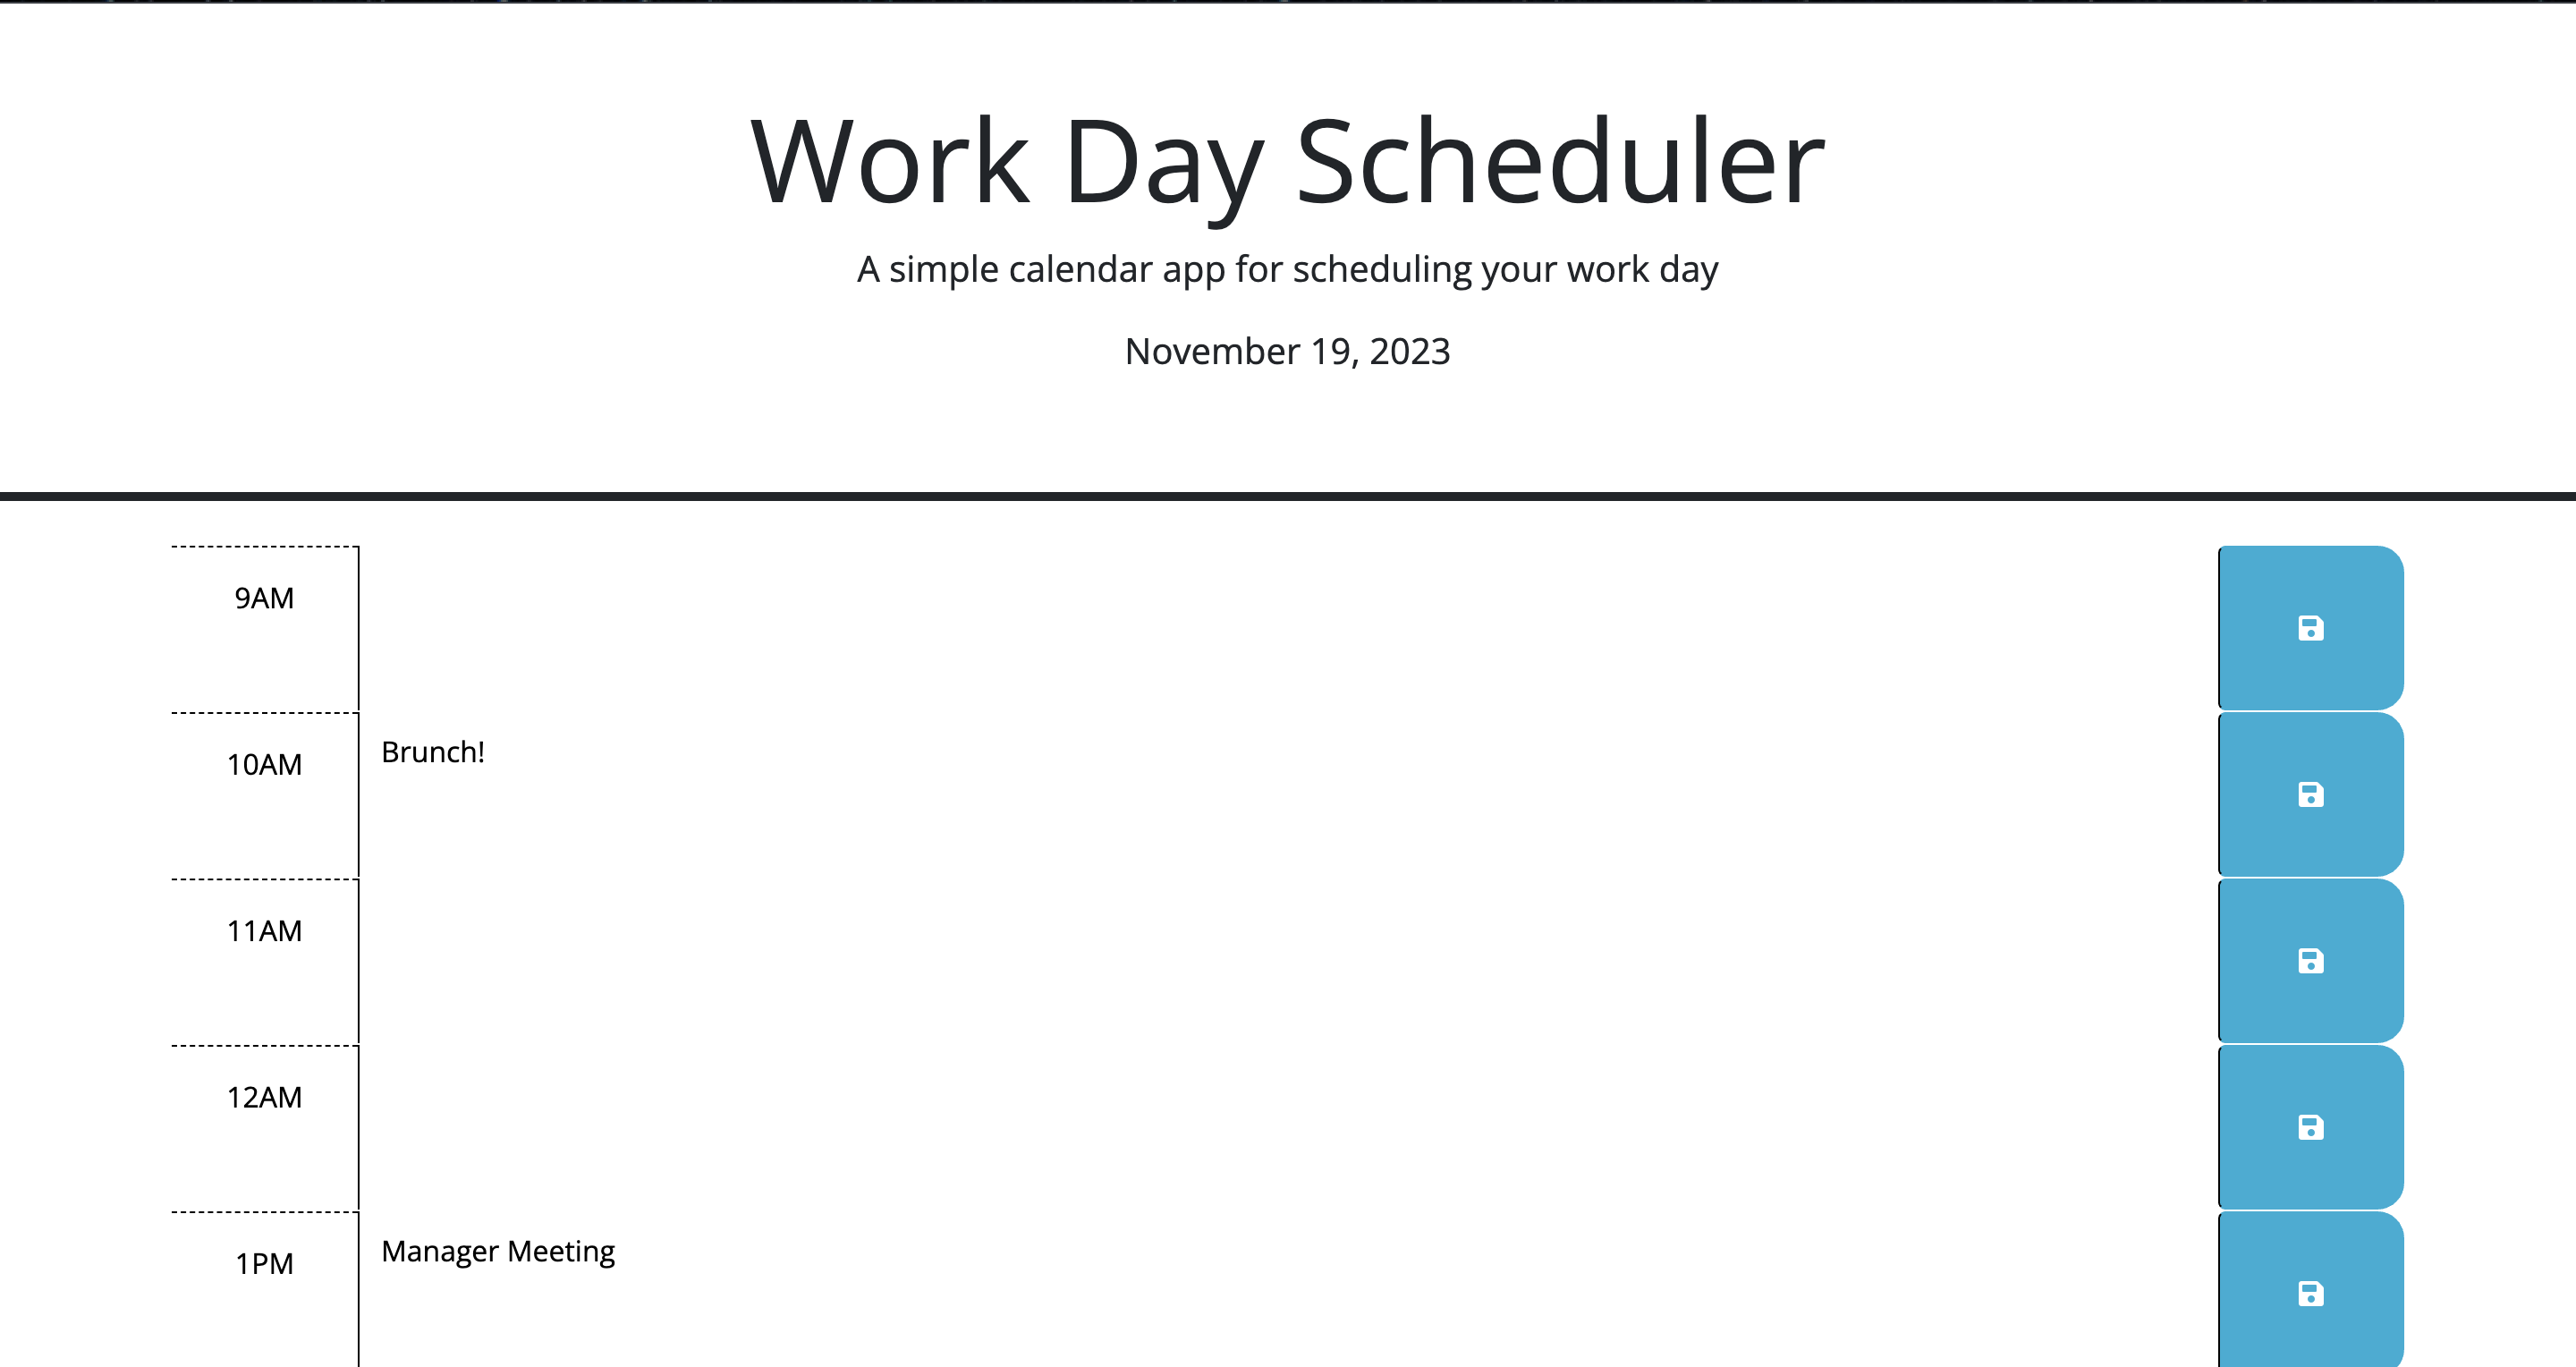 Work Day Scheduler
A simple calendar app for scheduling your work day
November 19, 2023
9AM
10AM
Brunch!
11AM
12AM
1PM
Manager Meeting